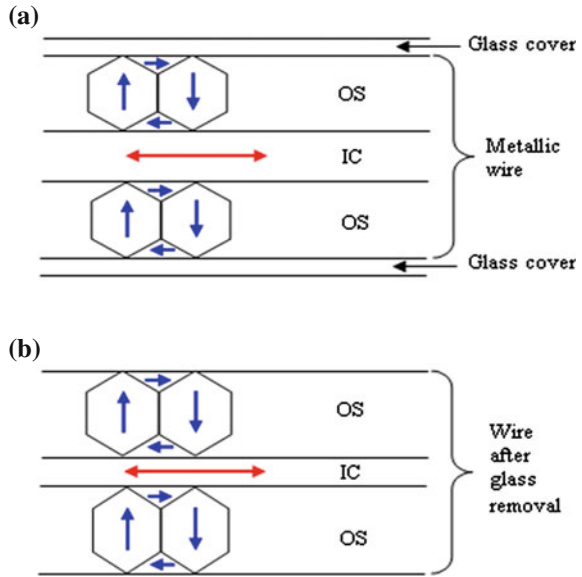 (a)
Glass cover
OS
IC
Metallic
wire
OS
Glass cover
(b)
OS
IC
Wire
after
glass
removal
OS